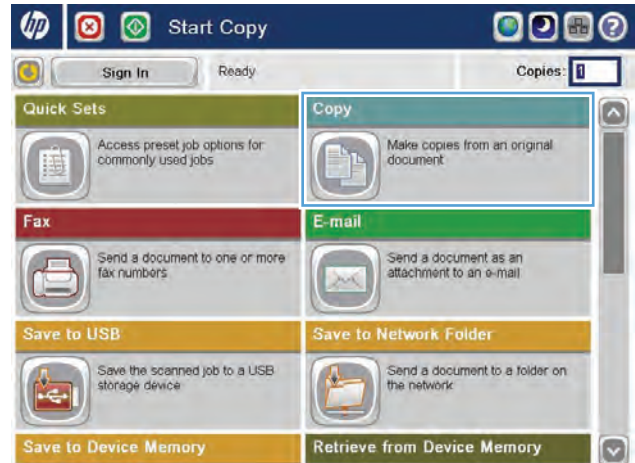 hp Start Copy
Sign In Ready Copies: 1
Quick Sets
Access preset job options for
commonly used jobs
Copy
Make copies from an original
document
Fax
Send a document to one or more
fax numbers
E-mail
Send a document as an
attachment to an e-mail
Save to USB
Save the scanned job to a USB
storage device
Save to Network Folder
Send a document to a folder on
the network
Save to Device Memory
Retrieve from Device Memory